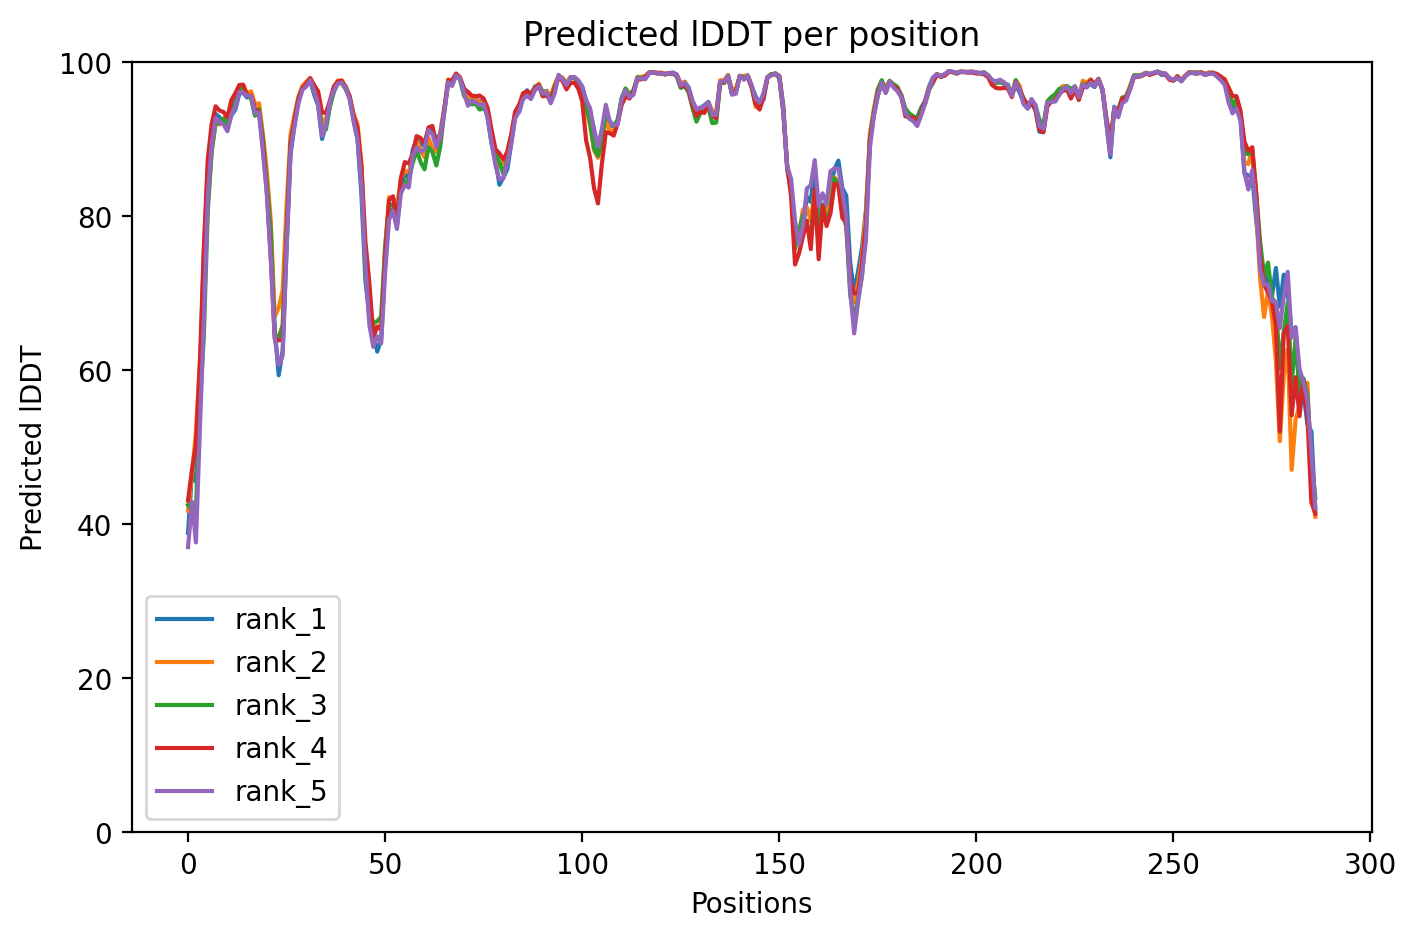 Predicted lDDT per position
100
80
60
40
20
0
Predicted lDDT
rank_1
rank_2
rank_3
rank_4
rank_5
0 50 100 150 200 250 300
Positions